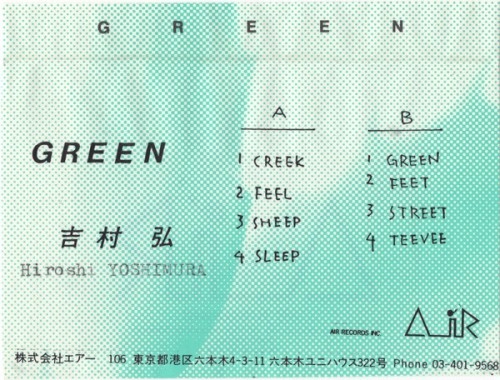 GREEN
GREEN
吉村 弘
Hiroshi YOSHIMURA
A
1 CREEK
2 FEEL
3 SHEEP
4 SLEEP
B
1 GREEN
2 FEET
3 STREET
4 TEEVEE
AIR RECORDS INC.
AIR
株式会社エアー 106 東京都港区六本木4-3-11 六本木ユニハウス322号 Phone 03-401-9568